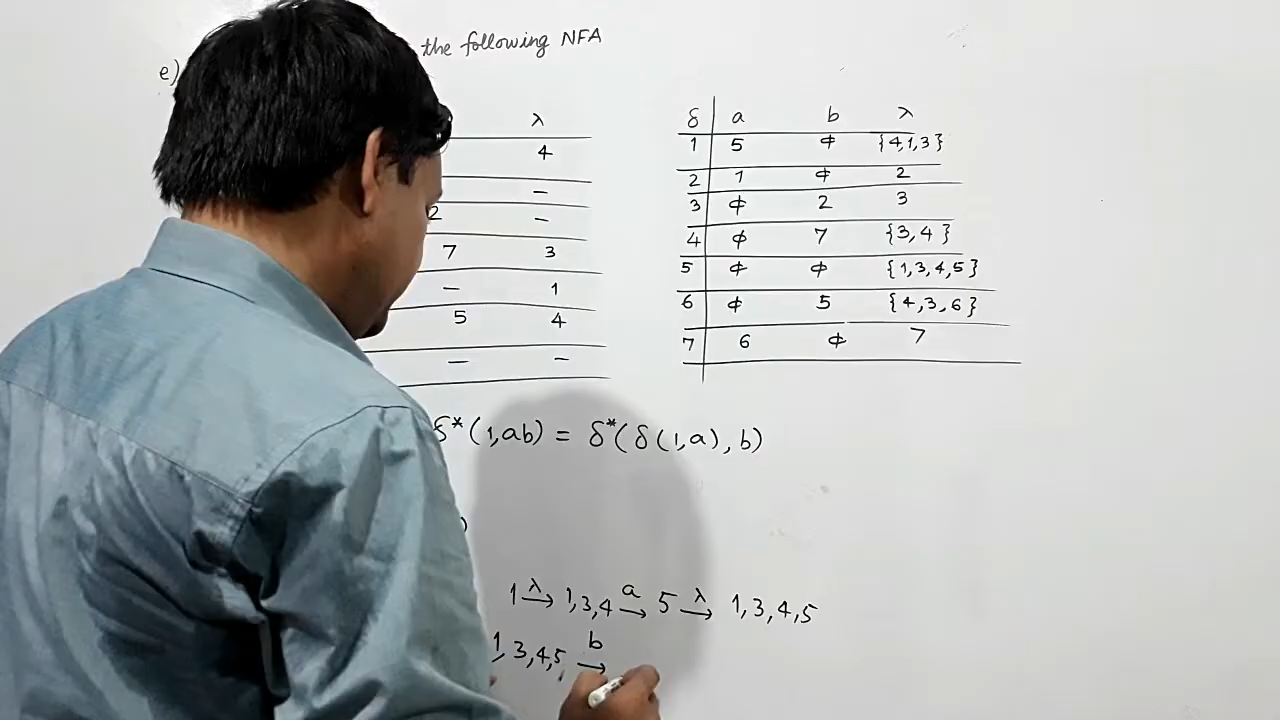 the following NFA
e)
λ
4
—
2 —
7 3
— 1
5 4
— —
δ a b λ
1 5 ϕ {4,1,3}
2 1 ϕ 2
3 ϕ 2 3
4 ϕ 7 {3,4}
5 ϕ ϕ {1,3,4,5}
6 ϕ 5 {4,3,6}
7 6 ϕ 7
δ*(1,ab) = δ*(δ(1,a),b)
1 λ→ 1,3,4 a→ 5 λ→ 1,3,4,5
1,3,4,5, b→